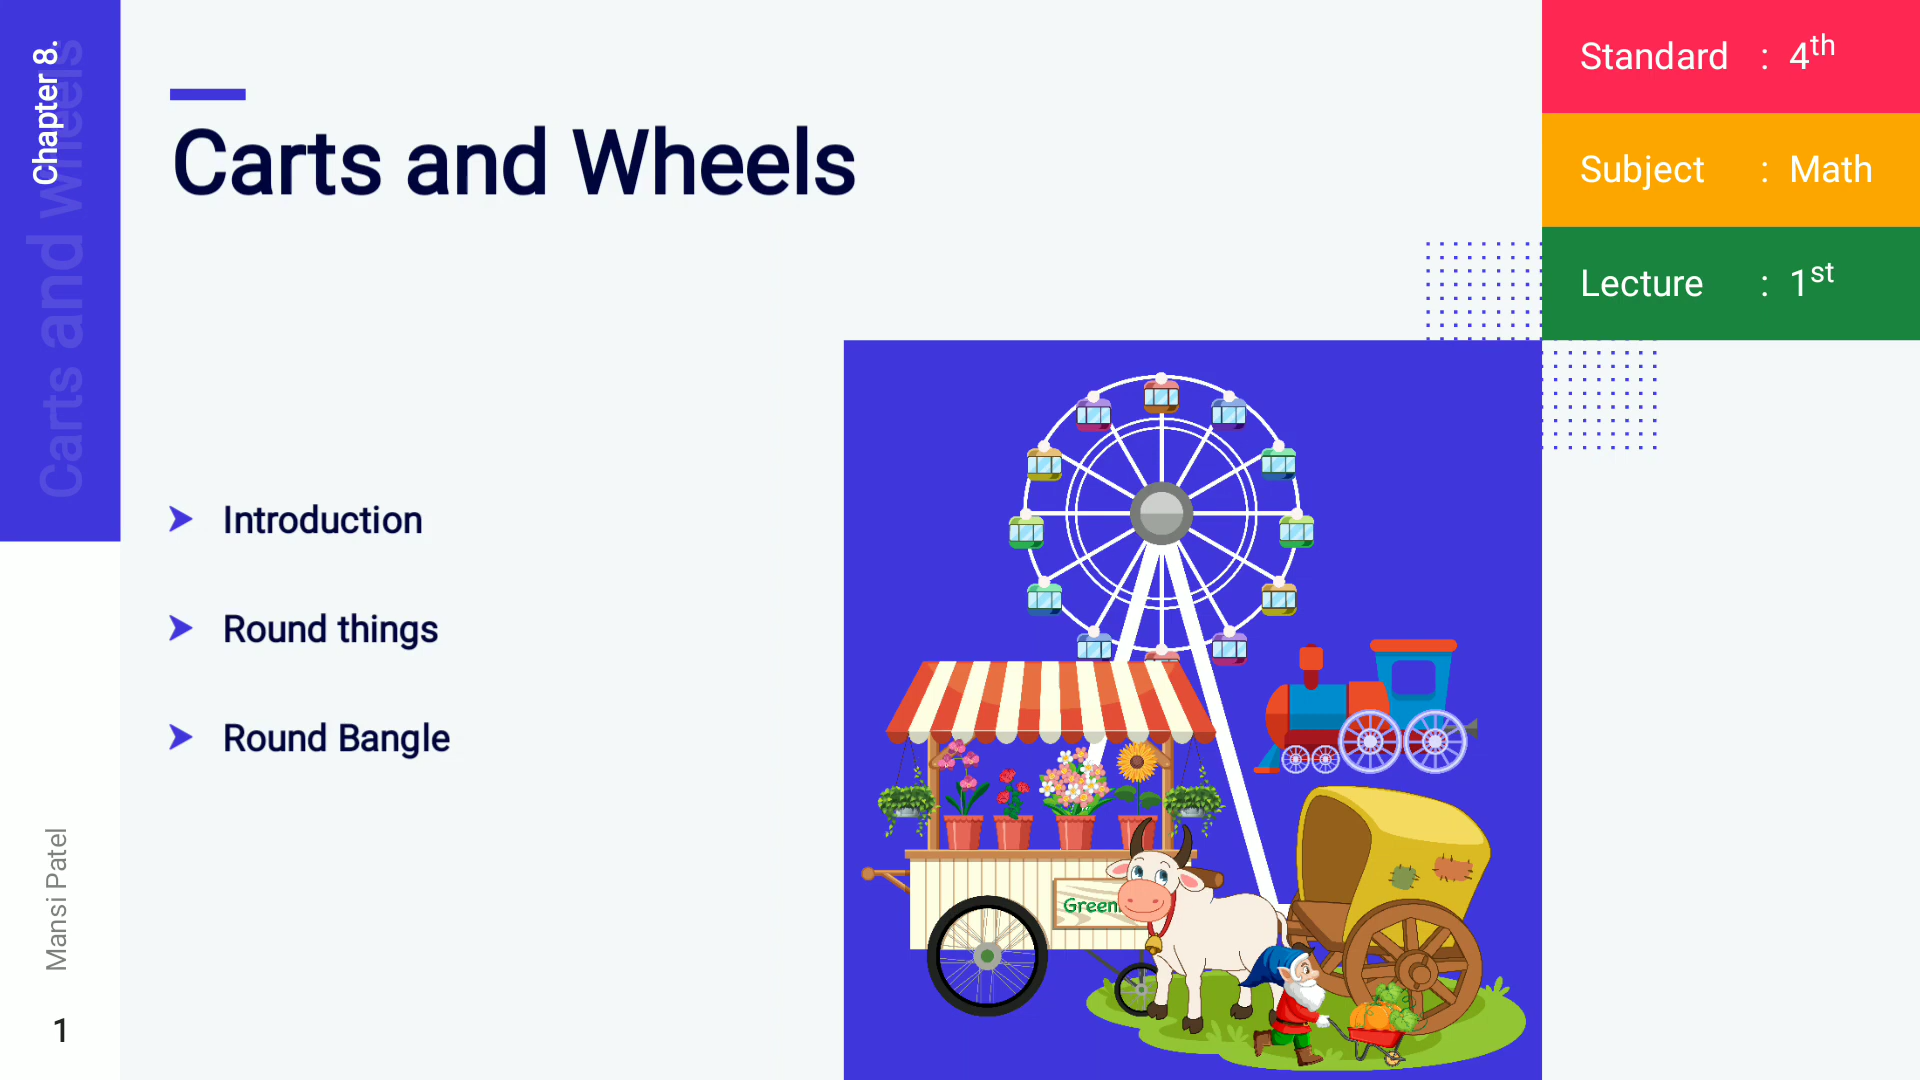 Chapter 8.
Carts and Wheels
Carts and Wheels
Standard : 4th
Subject : Math
Lecture : 1st
Introduction
Round things
Round Bangle
Green
Mansi Patel
1